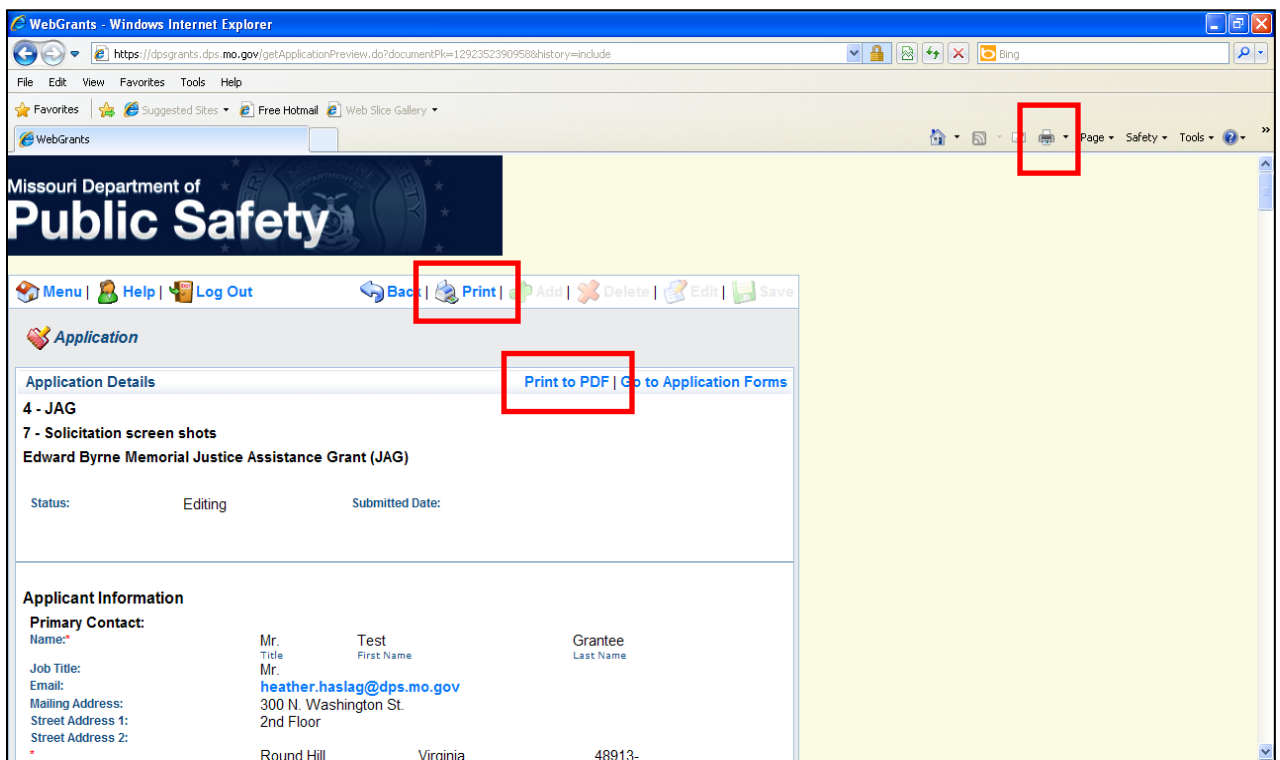 WebGrants - Windows Internet Explorer
https://dpsgrants.dps.mo.gov/getApplicationPreview.do?documentPk=1292352390958&history=include
Bing
File Edit View Favorites Tools Help
Favorites Suggested Sites Free Hotmail Web Slice Gallery
WebGrants Page Safety Tools »
Missouri Department of
Public Safety
Menu | Help | Log Out Back | Print | Add | Delete | Edit | Save
Application
Application Details Print to PDF | Go to Application Forms
4 - JAG
7 - Solicitation screen shots
Edward Byrne Memorial Justice Assistance Grant (JAG)
Status: Editing Submitted Date:
Applicant Information
Primary Contact:
Name:* Mr. Test Grantee
Title First Name Last Name
Job Title: Mr.
Email: heather.haslag@dps.mo.gov
Mailing Address: 300 N. Washington St.
Street Address 1: 2nd Floor
Street Address 2:
* Round Hill Virginia 48913-